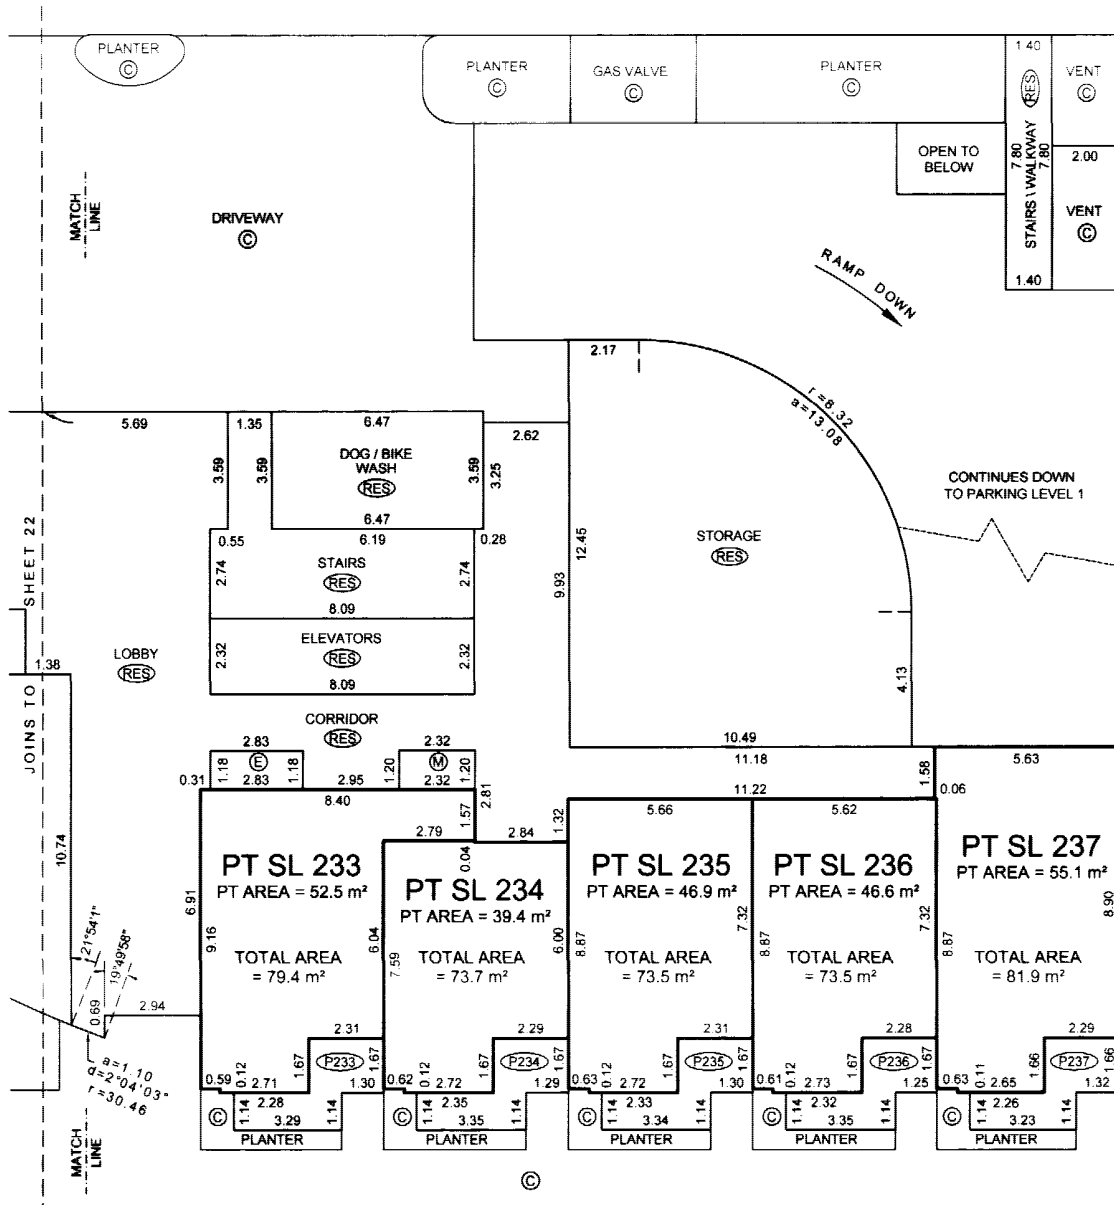 PLANTER
C
PLANTER
C
GAS VALVE
C
PLANTER
C
1.40
RES
VENT
C
OPEN TO
BELOW
7.80
7.80
STAIRS \ WALKWAY
2.00
VENT
C
1.40
MATCH
LINE
DRIVEWAY
C
RAMP DOWN
2.17
r=8.32
a=13.08
5.69
1.35
6.47
2.62
3.59
3.59
DOG / BIKE
WASH
RES
3.59
3.25
6.47
CONTINUES DOWN
TO PARKING LEVEL 1
0.55
6.19
0.28
12.45
9.93
STORAGE
RES
2.74
STAIRS
RES
2.74
8.09
JOINS TO SHEET 22
1.38
LOBBY
RES
2.32
ELEVATORS
RES
2.32
8.09
4.13
CORRIDOR
RES
2.83
E
2.32
M
10.49
11.18
5.63
0.31
1.18
2.83
1.18
2.95
1.20
2.32
1.20
2.81
1.58
0.06
8.40
11.22
1.57
2.79
2.84
1.32
5.66
5.62
0.04
10.74
PT SL 233
PT AREA = 52.5 m²
PT SL 234
PT AREA = 39.4 m²
PT SL 235
PT AREA = 46.9 m²
PT SL 236
PT AREA = 46.6 m²
PT SL 237
PT AREA = 55.1 m²
6.91
9.16
6.04
7.59
6.00
8.87
7.32
8.87
7.32
8.87
8.90
TOTAL AREA
= 79.4 m²
TOTAL AREA
= 73.7 m²
TOTAL AREA
= 73.5 m²
TOTAL AREA
= 73.5 m²
TOTAL AREA
= 81.9 m²
21°54'1"
19°49'58"
0.69
2.94
2.31
2.29
2.31
2.28
2.29
1.67
P233
1.67
1.67
P234
1.67
1.67
P235
1.67
1.67
P236
1.67
1.66
P237
1.66
a=1.10
d=2°04'03"
r=30.46
0.59
0.12
2.71
1.30
0.62
0.12
2.72
1.29
0.63
0.12
2.72
1.30
0.61
0.12
2.73
1.25
0.63
0.11
2.65
1.32
C
1.14
2.28
3.29
1.14
C
1.14
2.35
3.35
1.14
C
1.14
2.33
3.34
1.14
C
1.14
2.32
3.35
1.14
1.14
2.26
3.23
1.14
PLANTER
PLANTER
PLANTER
PLANTER
PLANTER
MATCH
LINE
C